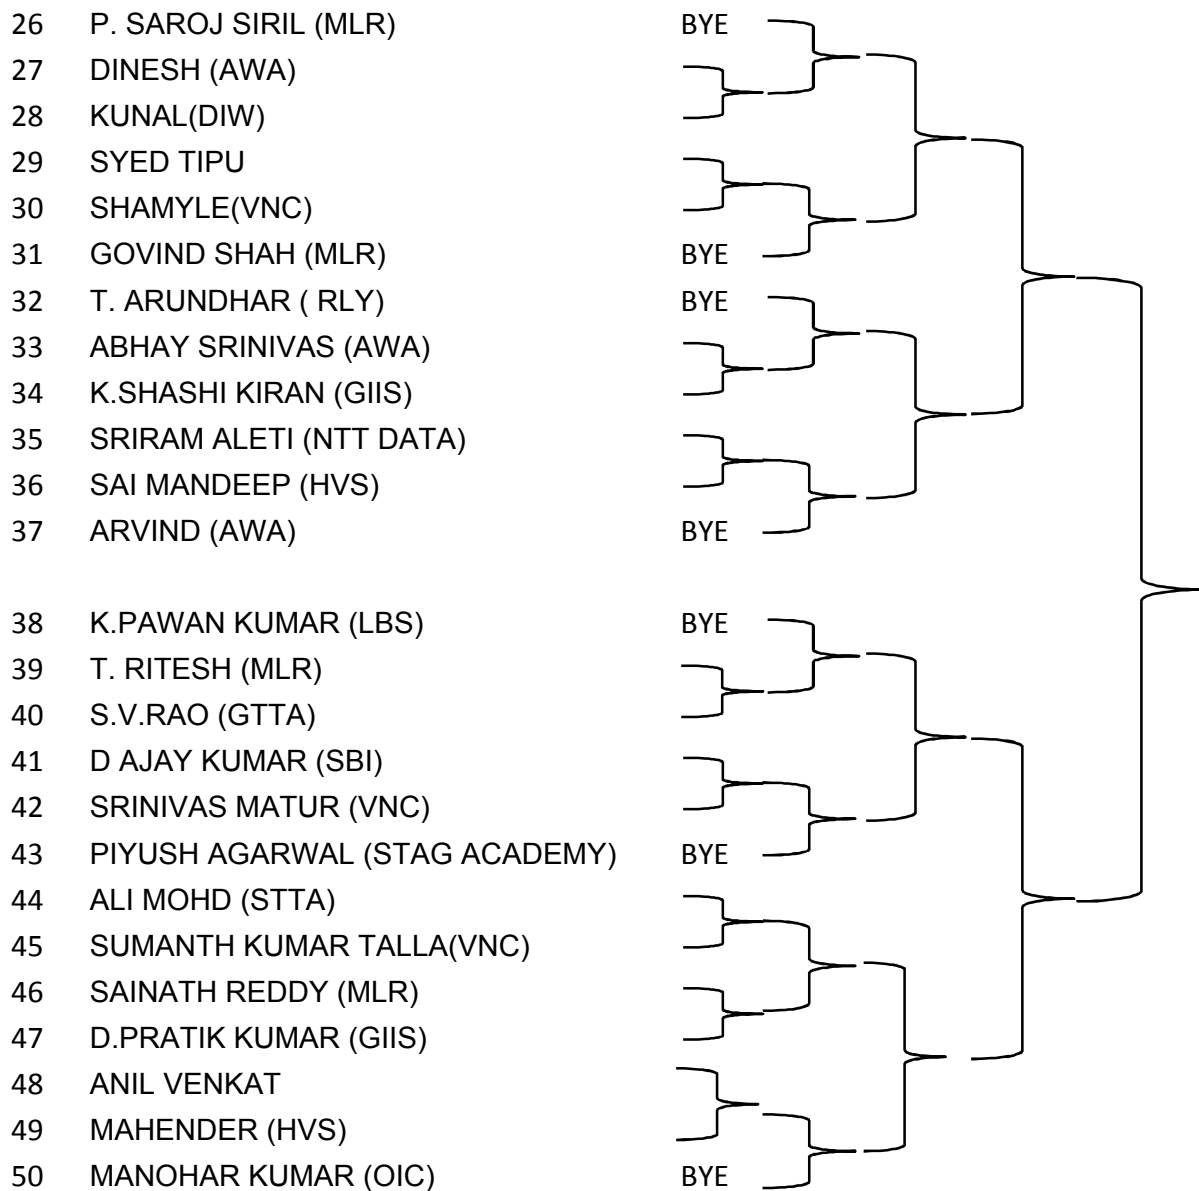 26 P. SAROJ SIRIL (MLR) BYE
27 DINESH (AWA)
28 KUNAL(DIW)
29 SYED TIPU
30 SHAMYLE(VNC)
31 GOVIND SHAH (MLR) BYE
32 T. ARUNDHAR ( RLY) BYE
33 ABHAY SRINIVAS (AWA)
34 K.SHASHI KIRAN (GIIS)
35 SRIRAM ALETI (NTT DATA)
36 SAI MANDEEP (HVS)
37 ARVIND (AWA) BYE
38 K.PAWAN KUMAR (LBS) BYE
39 T. RITESH (MLR)
40 S.V.RAO (GTTA)
41 D AJAY KUMAR (SBI)
42 SRINIVAS MATUR (VNC)
43 PIYUSH AGARWAL (STAG ACADEMY) BYE
44 ALI MOHD (STTA)
45 SUMANTH KUMAR TALLA(VNC)
46 SAINATH REDDY (MLR)
47 D.PRATIK KUMAR (GIIS)
48 ANIL VENKAT
49 MAHENDER (HVS)
50 MANOHAR KUMAR (OIC) BYE